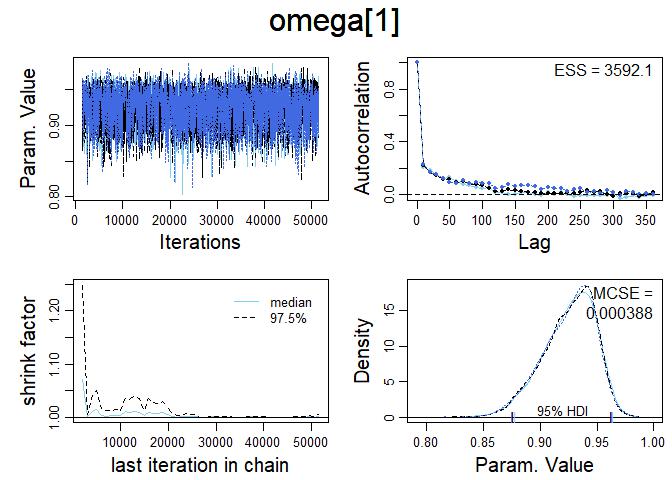 omega[1]
Param. Value
0.80
0.90
0
10000
20000
30000
40000
50000
Iterations
Autocorrelation
0.0
0.4
0.8
ESS = 3592.1
0
50
100
150
200
250
300
350
Lag
shrink factor
1.00
1.10
1.20
median
97.5%
10000
20000
30000
40000
50000
last iteration in chain
Density
0
5
10
15
MCSE =
0.000388
95% HDI
0.80
0.85
0.90
0.95
1.00
Param. Value